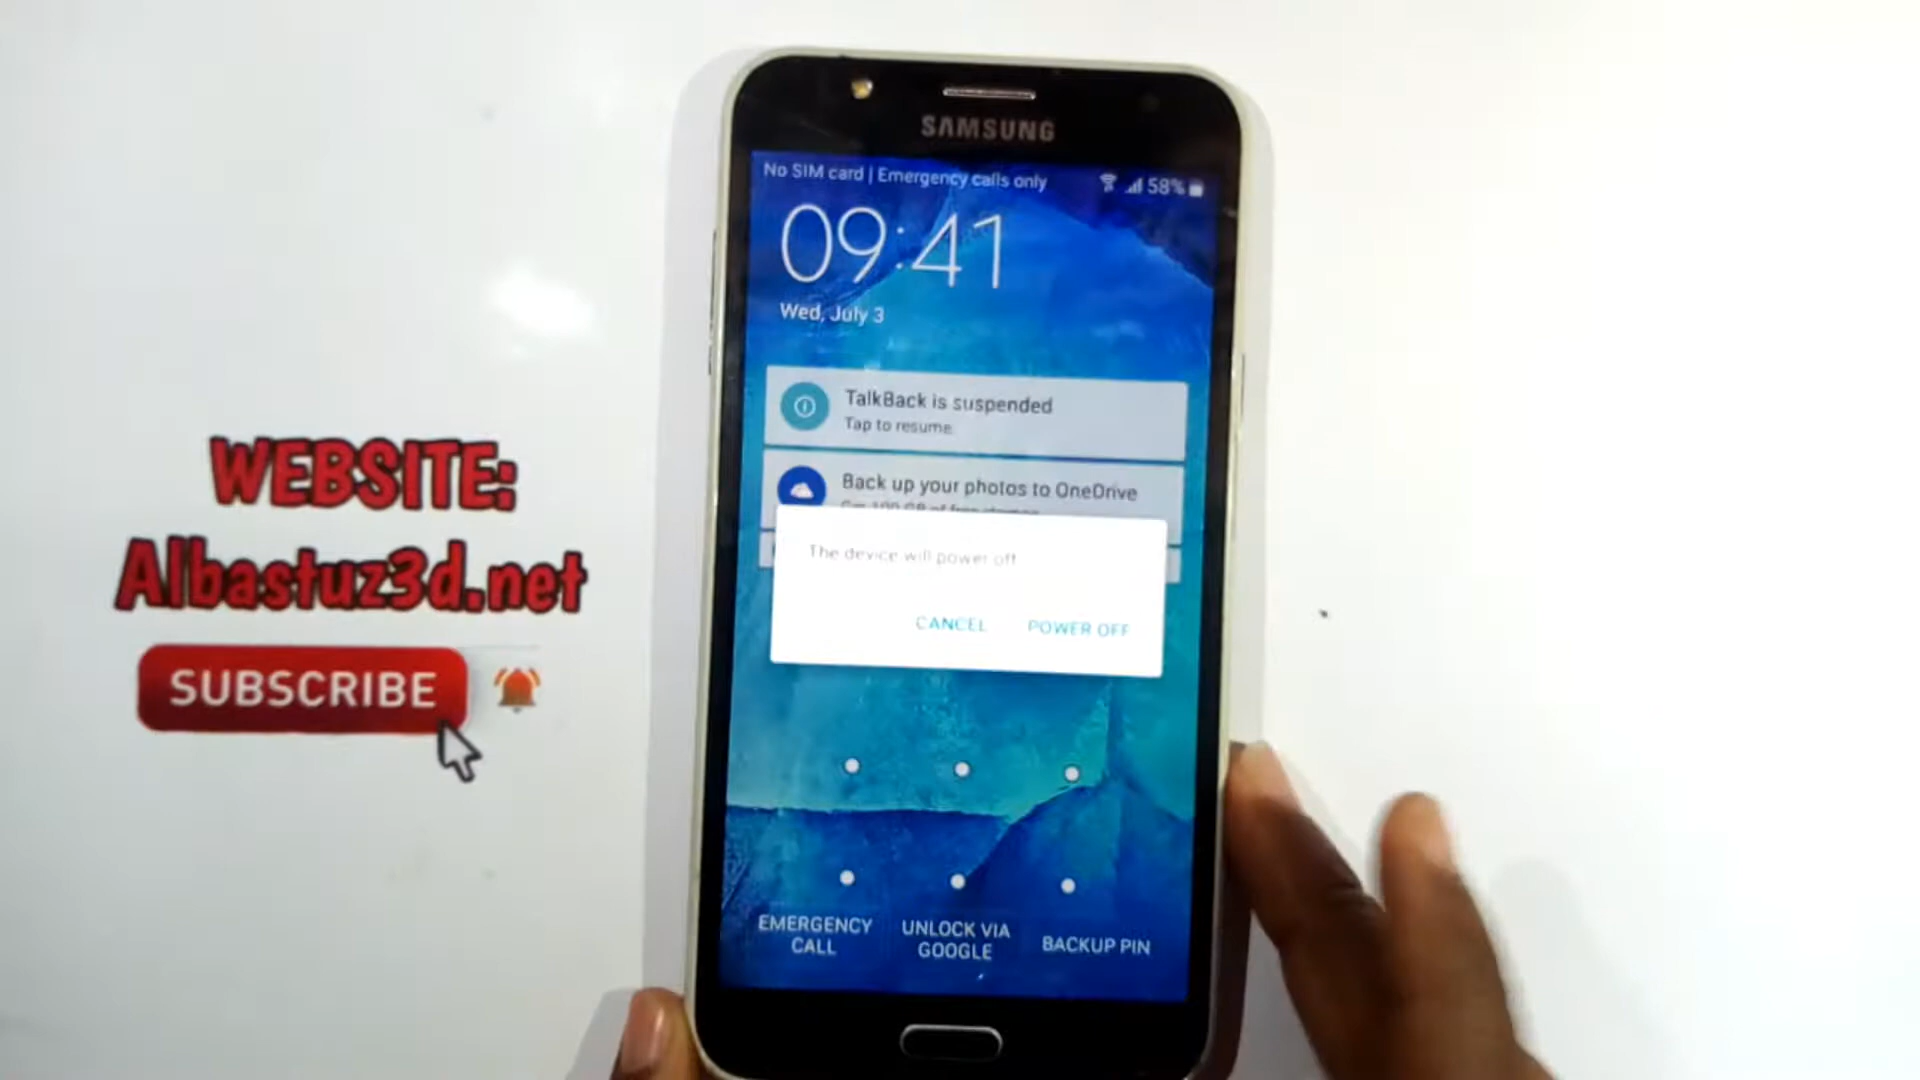 SAMSUNG
No SIM card | Emergency calls only
58%
09:41
Wed, July 3
TalkBack is suspended
Tap to resume.
Back up your photos to OneDrive
The device will power off.
CANCEL POWER OFF
EMERGENCY CALL
UNLOCK VIA GOOGLE
BACKUP PIN
WEBSITE:
Albastuz3d.net
SUBSCRIBE